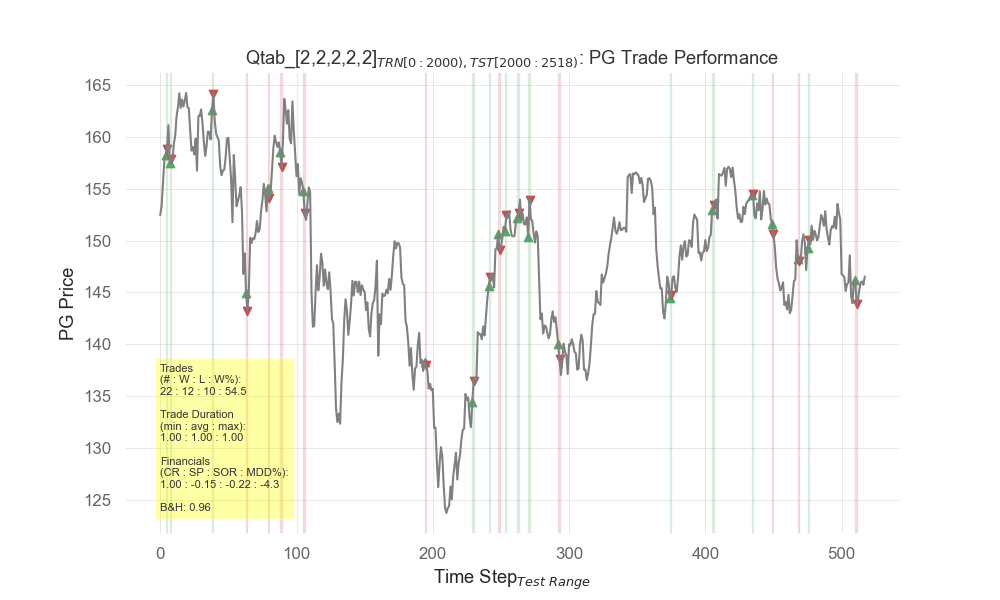 Qtab_[2,2,2,2,2]TRN[0 : 2000), TST[2000 : 2518) : PG Trade Performance
165
160
155
150
145
140
135
130
125
PG Price
Trades
(# : W : L : W%):
22 : 12 : 10 : 54.5
Trade Duration
(min : avg : max):
1.00 : 1.00 : 1.00
Financials
(CR : SP : SOR : MDD%):
1.00 : -0.15 : -0.22 : -4.3
B&H: 0.96
0 100 200 300 400 500
Time StepTest Range